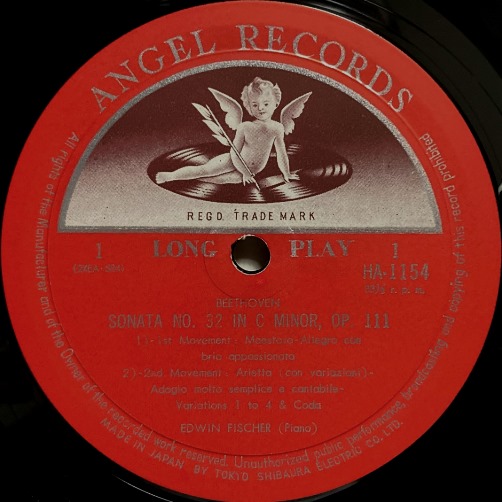 ANGEL RECORDS
REGD. TRADE MARK
1 LONG PLAY 1
(2XEA-694) HA-1154
33⅓ r. p. m.
BEETHOVEN
SONATA NO. 32 IN C MINOR, OP. 111
1)-1st Movement: Maestoso-Allegro con
brio appassionato
2)-2nd Movement: Arietta (con variazioni)-
Adagio molto semplice e cantabile-
Variations 1 to 4 & Coda
EDWIN FISCHER (Piano)
All rights of the Manufacturer and of the Owner of the recorded work reserved. Unauthorized public performance, broadcasting and copying of this record prohibited
MADE IN JAPAN BY TOKYO SHIBAURA ELECTRIC CO. LTD.